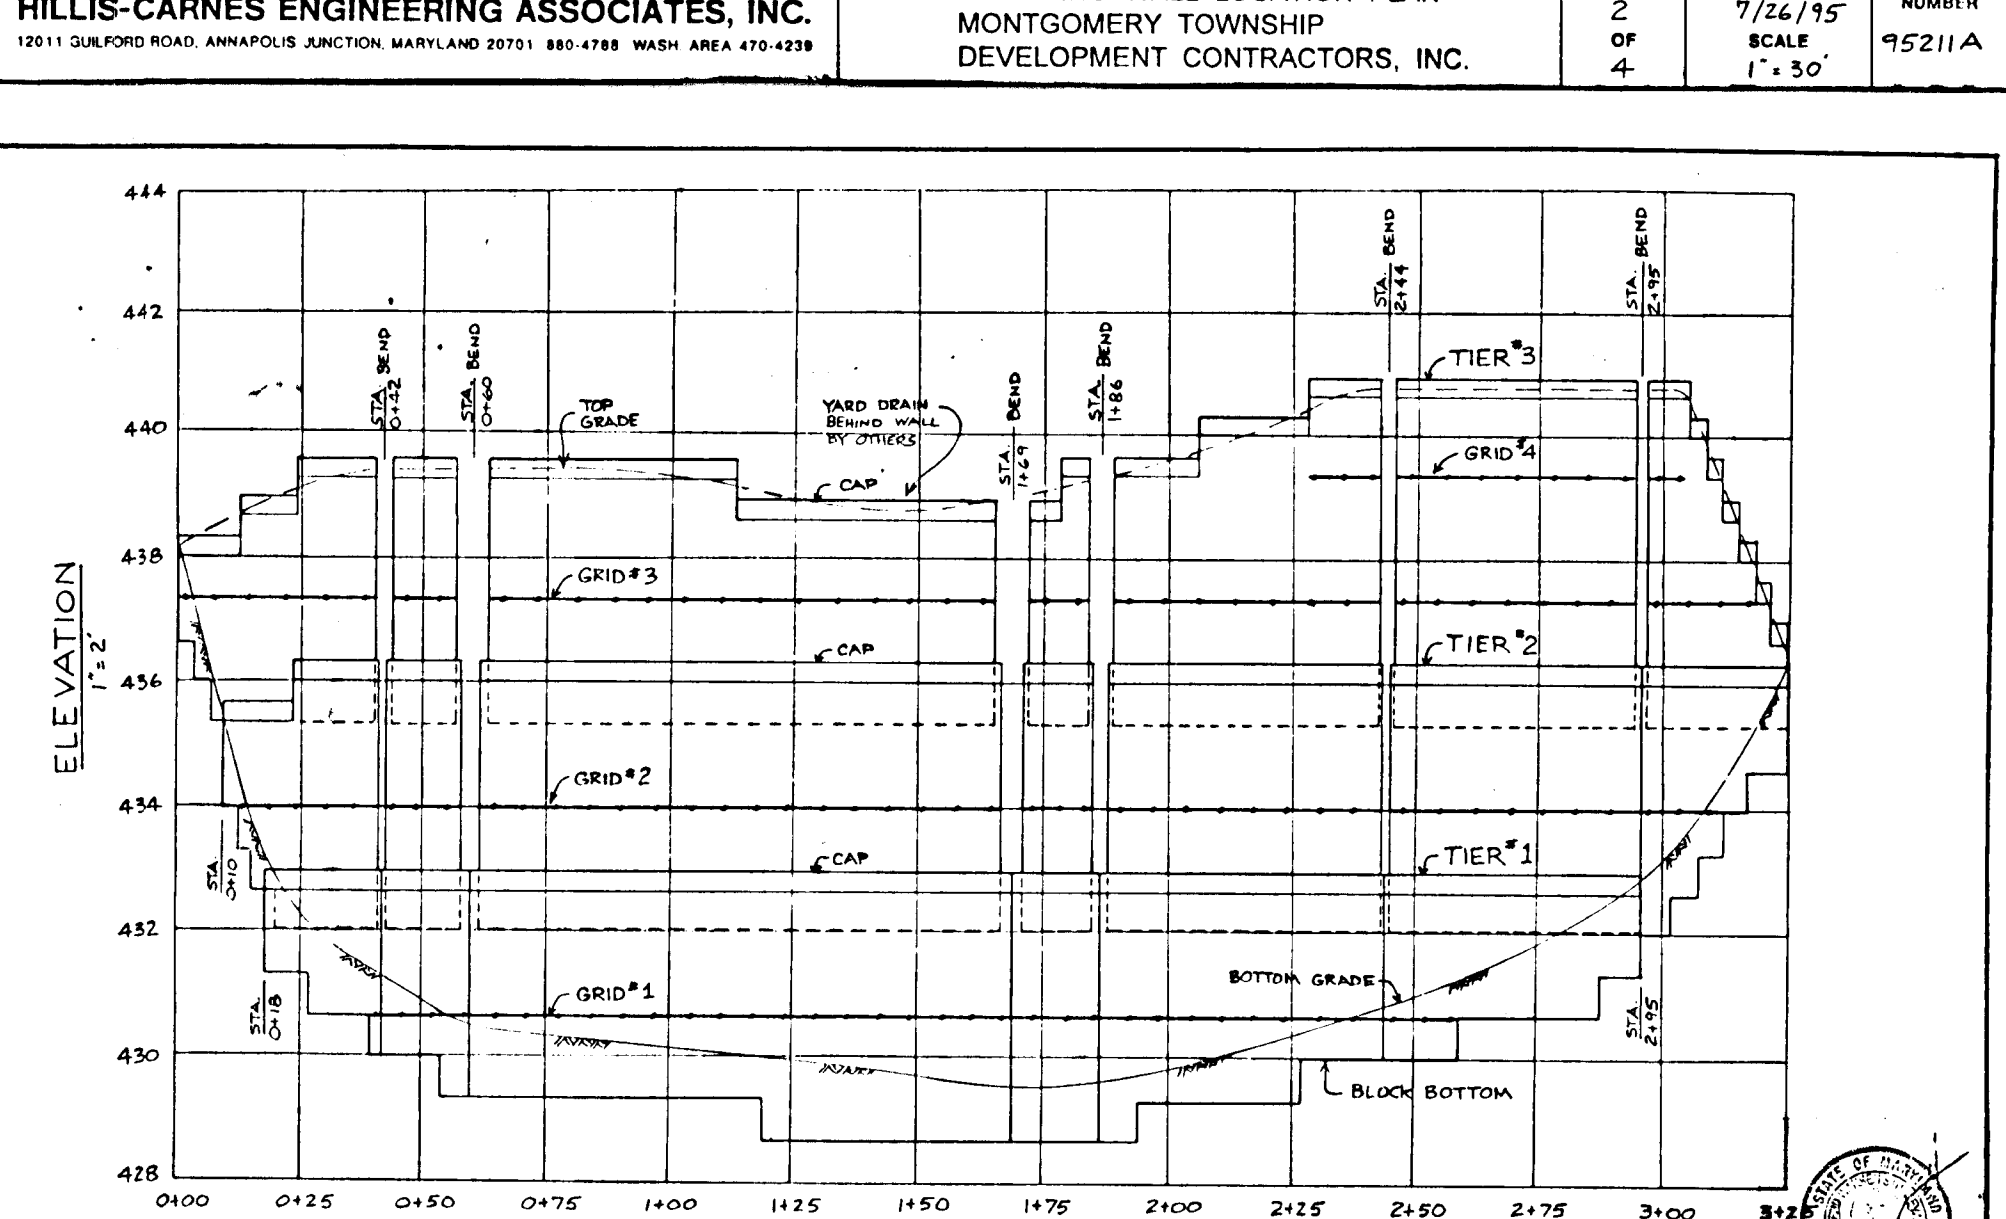 HILLIS-CARNES ENGINEERING ASSOCIATES, INC.
12011 GUILFORD ROAD, ANNAPOLIS JUNCTION, MARYLAND 20701 880-4788 WASH. AREA 470-4239
MONTGOMERY TOWNSHIP
DEVELOPMENT CONTRACTORS, INC.
2
OF
4
7/26/95
SCALE
1" = 30'
NUMBER
95211A
444
442
440
438
436
434
432
430
428
ELEVATION
1" = 2'
STA. BEND
0+42
STA. BEND
0+60
TOP
GRADE
YARD DRAIN
BEHIND WALL
BY OTHERS
STA. BEND
1+69
STA. BEND
1+86
STA. BEND
2+44
STA. BEND
2+95
TIER #3
GRID #4
CAP
GRID #3
CAP
TIER #2
GRID #2
CAP
TIER #1
STA.
0+10
STA.
0+18
GRID #1
BOTTOM GRADE
STA.
2+95
BLOCK BOTTOM
0+00 0+25 0+50 0+75 1+00 1+25 1+50 1+75 2+00 2+25 2+50 2+75 3+00 3+25
STATE OF MARYLAND